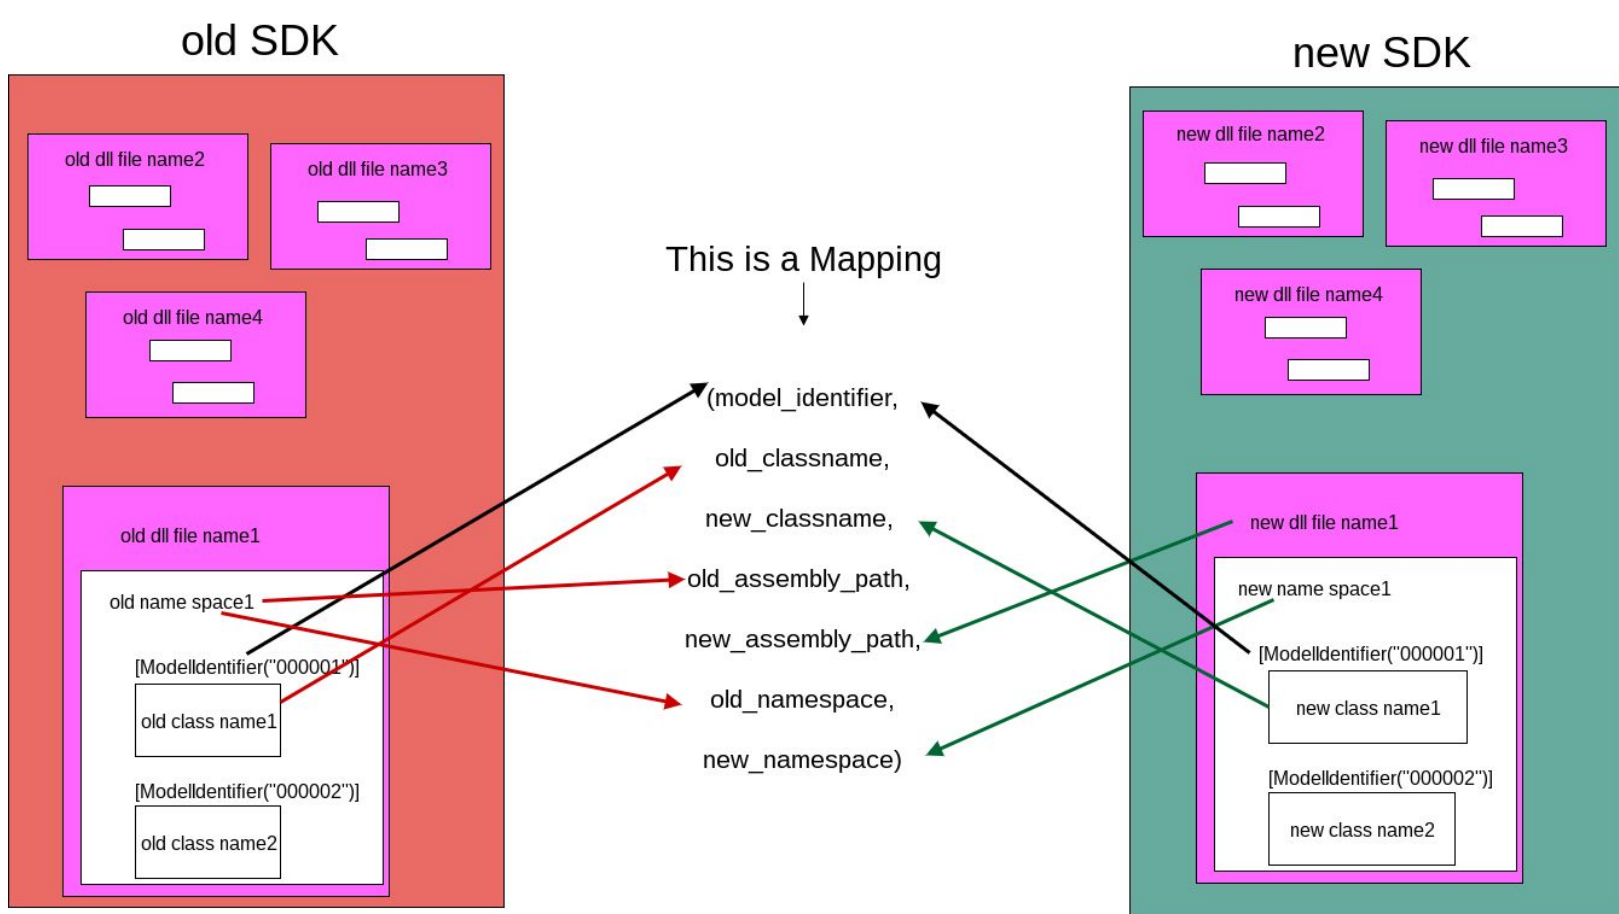 old SDK
new SDK
old dll file name2
old dll file name3
old dll file name4
new dll file name2
new dll file name3
new dll file name4
This is a Mapping
(model_identifier,
old_classname,
new_classname,
old_assembly_path,
new_assembly_path,
old_namespace,
new_namespace)
old dll file name1
old name space1
[ModelIdentifier("000001")]
old class name1
[ModelIdentifier("000002")]
old class name2
new dll file name1
new name space1
[ModelIdentifier("000001")]
new class name1
[ModelIdentifier("000002")]
new class name2